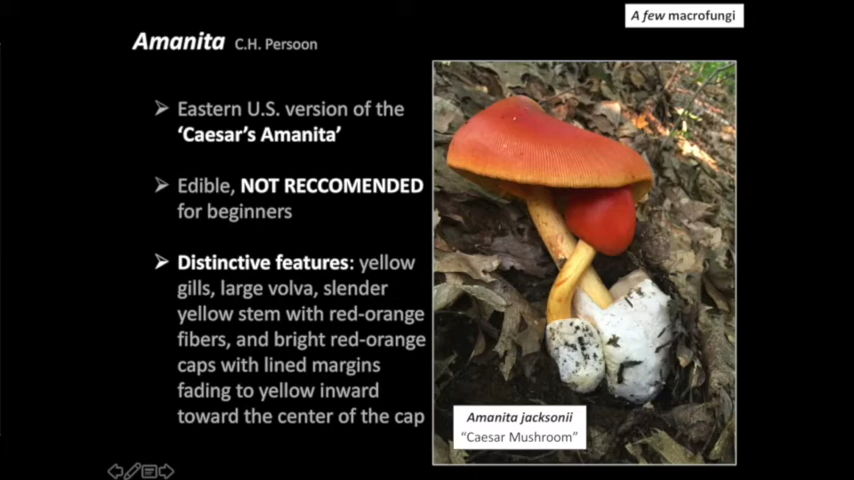 A few macrofungi
Amanita C.H. Persoon
➢ Eastern U.S. version of the
‘Caesar’s Amanita’
➢ Edible, NOT RECCOMENDED
for beginners
➢ Distinctive features: yellow
gills, large volva, slender
yellow stem with red-orange
fibers, and bright red-orange
caps with lined margins
fading to yellow inward
toward the center of the cap
Amanita jacksonii
“Caesar Mushroom”